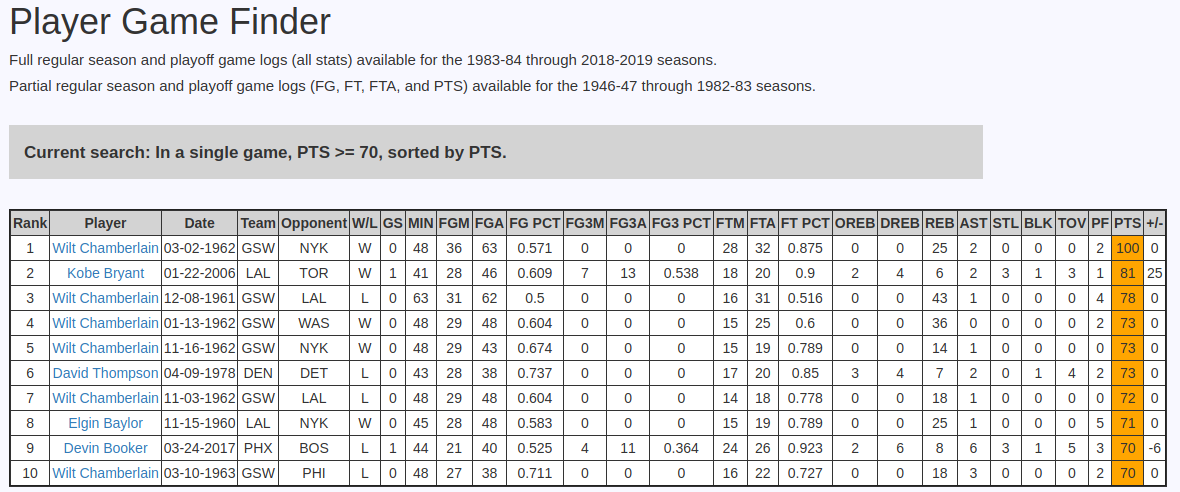 Player Game Finder
Full regular season and playoff game logs (all stats) available for the 1983-84 through 2018-2019 seasons.
Partial regular season and playoff game logs (FG, FT, FTA, and PTS) available for the 1946-47 through 1982-83 seasons.
Current search: In a single game, PTS >= 70, sorted by PTS.
Rank Player Date Team Opponent W/L GS MIN FGM FGA FG PCT FG3M FG3A FG3 PCT FTM FTA FT PCT OREB DREB REB AST STL BLK TOV PF PTS +/-
1 Wilt Chamberlain 03-02-1962 GSW NYK W 0 48 36 63 0.571 0 0 0 28 32 0.875 0 0 25 2 0 0 0 2 100 0
2 Kobe Bryant 01-22-2006 LAL TOR W 1 41 28 46 0.609 7 13 0.538 18 20 0.9 2 4 6 2 3 1 3 1 81 25
3 Wilt Chamberlain 12-08-1961 GSW LAL L 0 63 31 62 0.5 0 0 0 16 31 0.516 0 0 43 1 0 0 0 4 78 0
4 Wilt Chamberlain 01-13-1962 GSW WAS W 0 48 29 48 0.604 0 0 0 15 25 0.6 0 0 36 0 0 0 0 2 73 0
5 Wilt Chamberlain 11-16-1962 GSW NYK W 0 48 29 43 0.674 0 0 0 15 19 0.789 0 0 14 1 0 0 0 0 73 0
6 David Thompson 04-09-1978 DEN DET L 0 43 28 38 0.737 0 0 0 17 20 0.85 3 4 7 2 0 1 4 2 73 0
7 Wilt Chamberlain 11-03-1962 GSW LAL L 0 48 29 48 0.604 0 0 0 14 18 0.778 0 0 18 1 0 0 0 0 72 0
8 Elgin Baylor 11-15-1960 LAL NYK W 0 45 28 48 0.583 0 0 0 15 19 0.789 0 0 25 1 0 0 0 5 71 0
9 Devin Booker 03-24-2017 PHX BOS L 1 44 21 40 0.525 4 11 0.364 24 26 0.923 2 6 8 6 3 1 5 3 70 -6
10 Wilt Chamberlain 03-10-1963 GSW PHI L 0 48 27 38 0.711 0 0 0 16 22 0.727 0 0 18 3 0 0 0 2 70 0